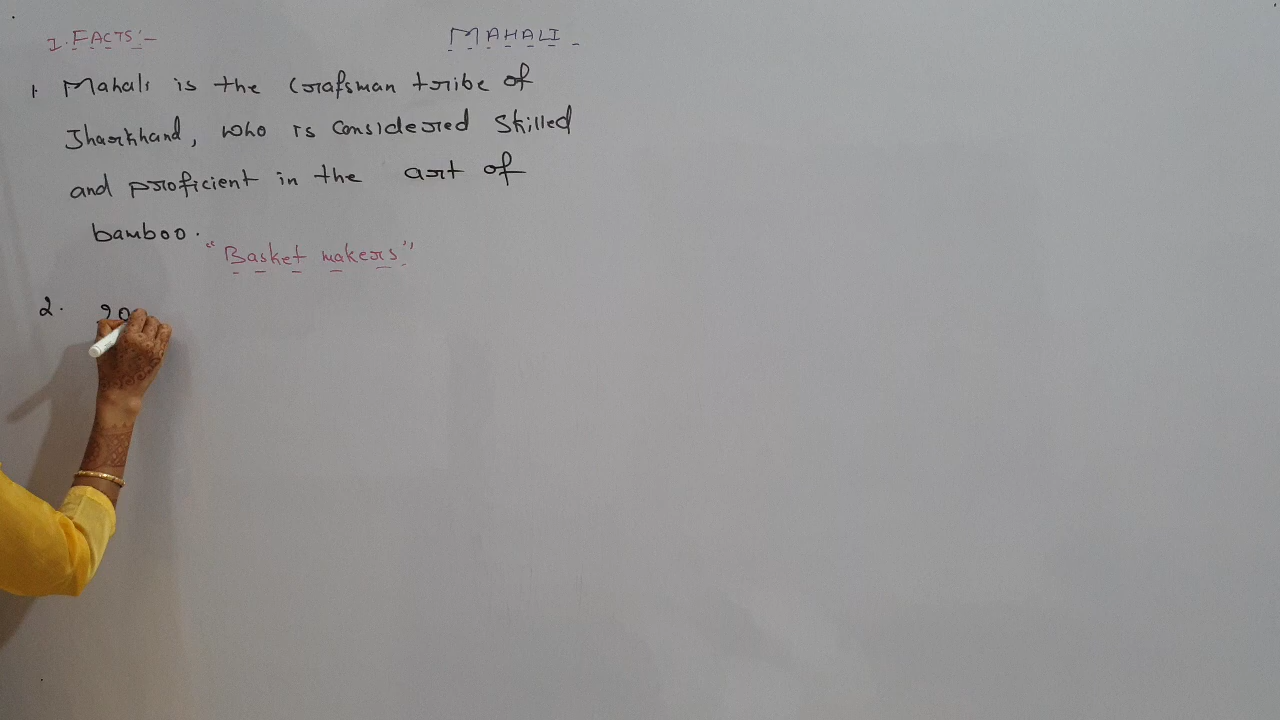 1. FACTS:- MAHALI
1. Mahali is the Crafsman tribe of
Jharkhand, who is considered Skilled
and proficient in the art of
bamboo.
"Basket makers"
2.